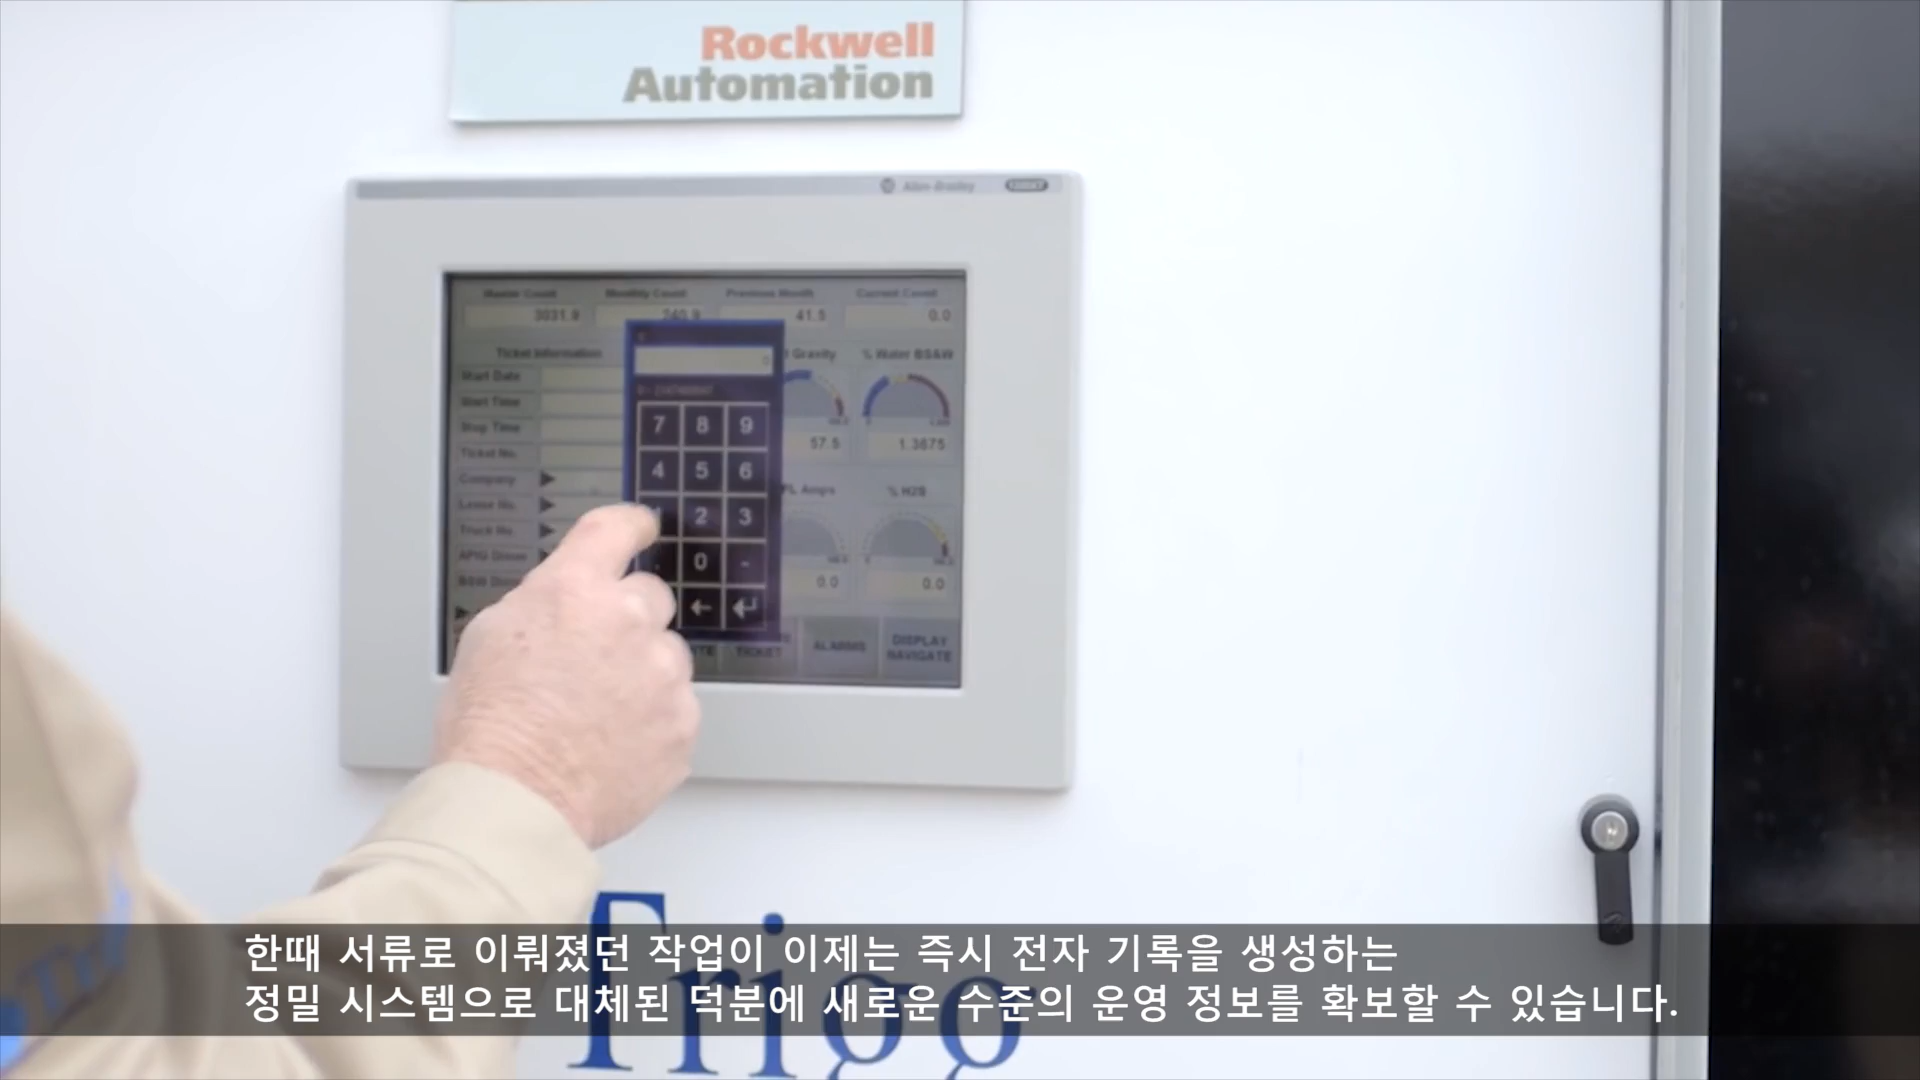 Rockwell
Automation
Allen-Bradley
Master Count Monthly Count Previous Month Current Count
3031.9 240.9 41.5 0.0
Ticket Information Gravity % Water BS&W
Start Date
Start Time
Stop Time
Ticket No.
Company
Lease No.
Truck No.
0
7 8 9
4 5 6
1 2 3
. 0 -
57.5 1.3675
Amps % H2S
0.0 0.0
TICKET ALARMS DISPLAY
NAVIGATE
Trigg
한때 서류로 이뤄졌던 작업이 이제는 즉시 전자 기록을 생성하는
정밀 시스템으로 대체된 덕분에 새로운 수준의 운영 정보를 확보할 수 있습니다.